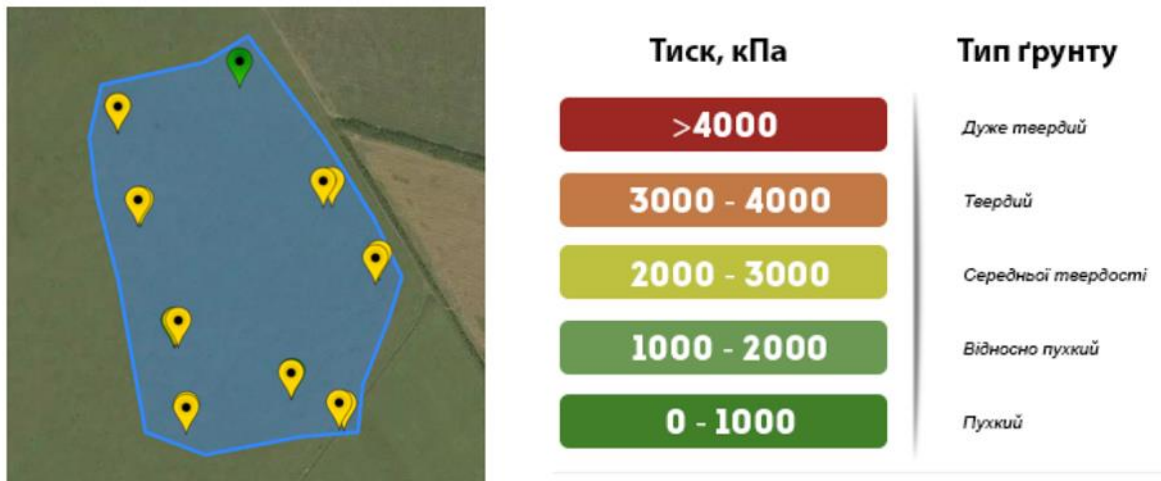 Тиск, кПа
Тип ґрунту
>4000
Дуже твердий
3000 - 4000
Твердий
2000 - 3000
Середньої твердості
1000 - 2000
Відносно пухкий
0 - 1000
Пухкий